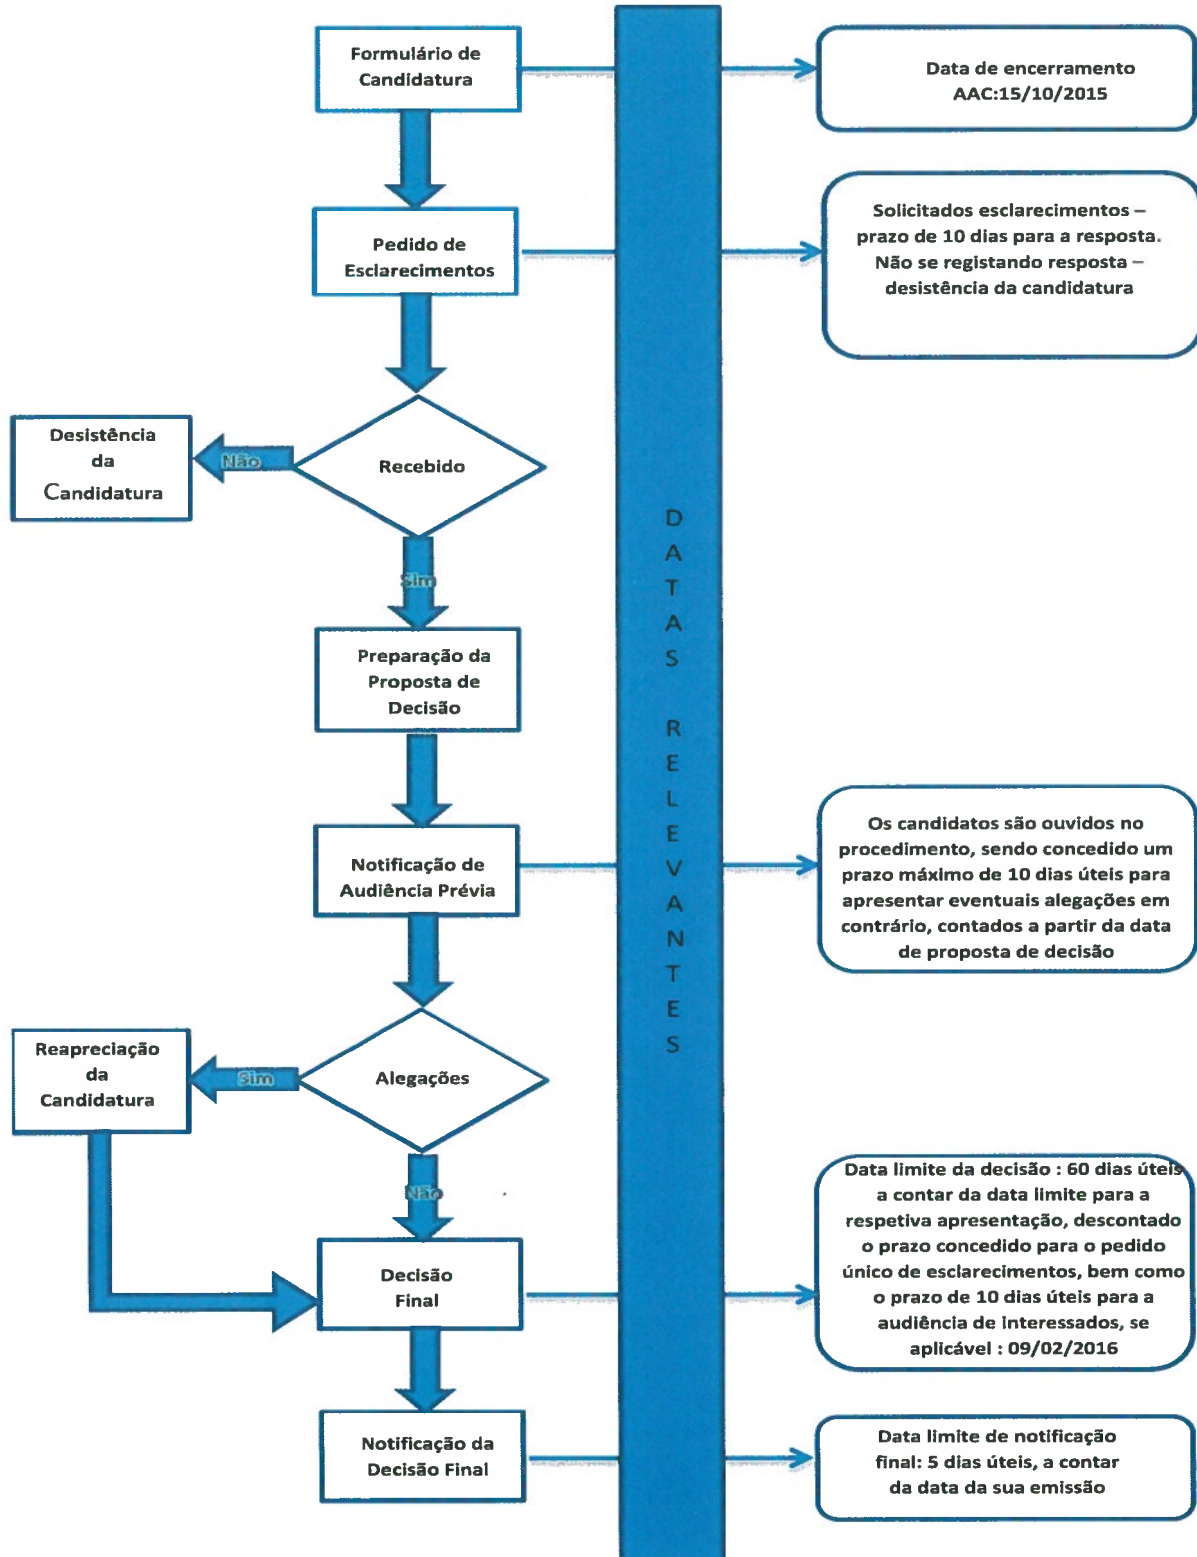 Formulário de
Candidatura
Data de encerramento
AAC:15/10/2015
Pedido de
Esclarecimentos
Solicitados esclarecimentos –
prazo de 10 dias para a resposta.
Não se registando resposta –
desistência da candidatura
Desistência
da
Candidatura
Não
Recebido
Sim
DATAS RELEVANTES
Preparação da
Proposta de
Decisão
Notificação de
Audiência Prévia
Os candidatos são ouvidos no
procedimento, sendo concedido um
prazo máximo de 10 dias úteis para
apresentar eventuais alegações em
contrário, contados a partir da data
de proposta de decisão
Reapreciação
da
Candidatura
Sim
Alegações
Não
Decisão
Final
Data limite da decisão : 60 dias úteis
a contar da data limite para a
respetiva apresentação, descontado
o prazo concedido para o pedido
único de esclarecimentos, bem como
o prazo de 10 dias úteis para a
audiência de interessados, se
aplicável : 09/02/2016
Notificação da
Decisão Final
Data limite de notificação
final: 5 dias úteis, a contar
da data da sua emissão